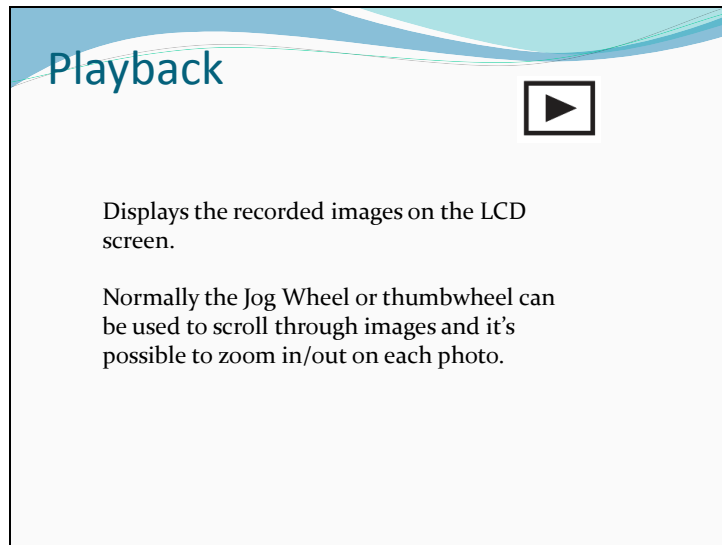 Playback
Displays the recorded images on the LCD
screen.
Normally the Jog Wheel or thumbwheel can
be used to scroll through images and it’s
possible to zoom in/out on each photo.